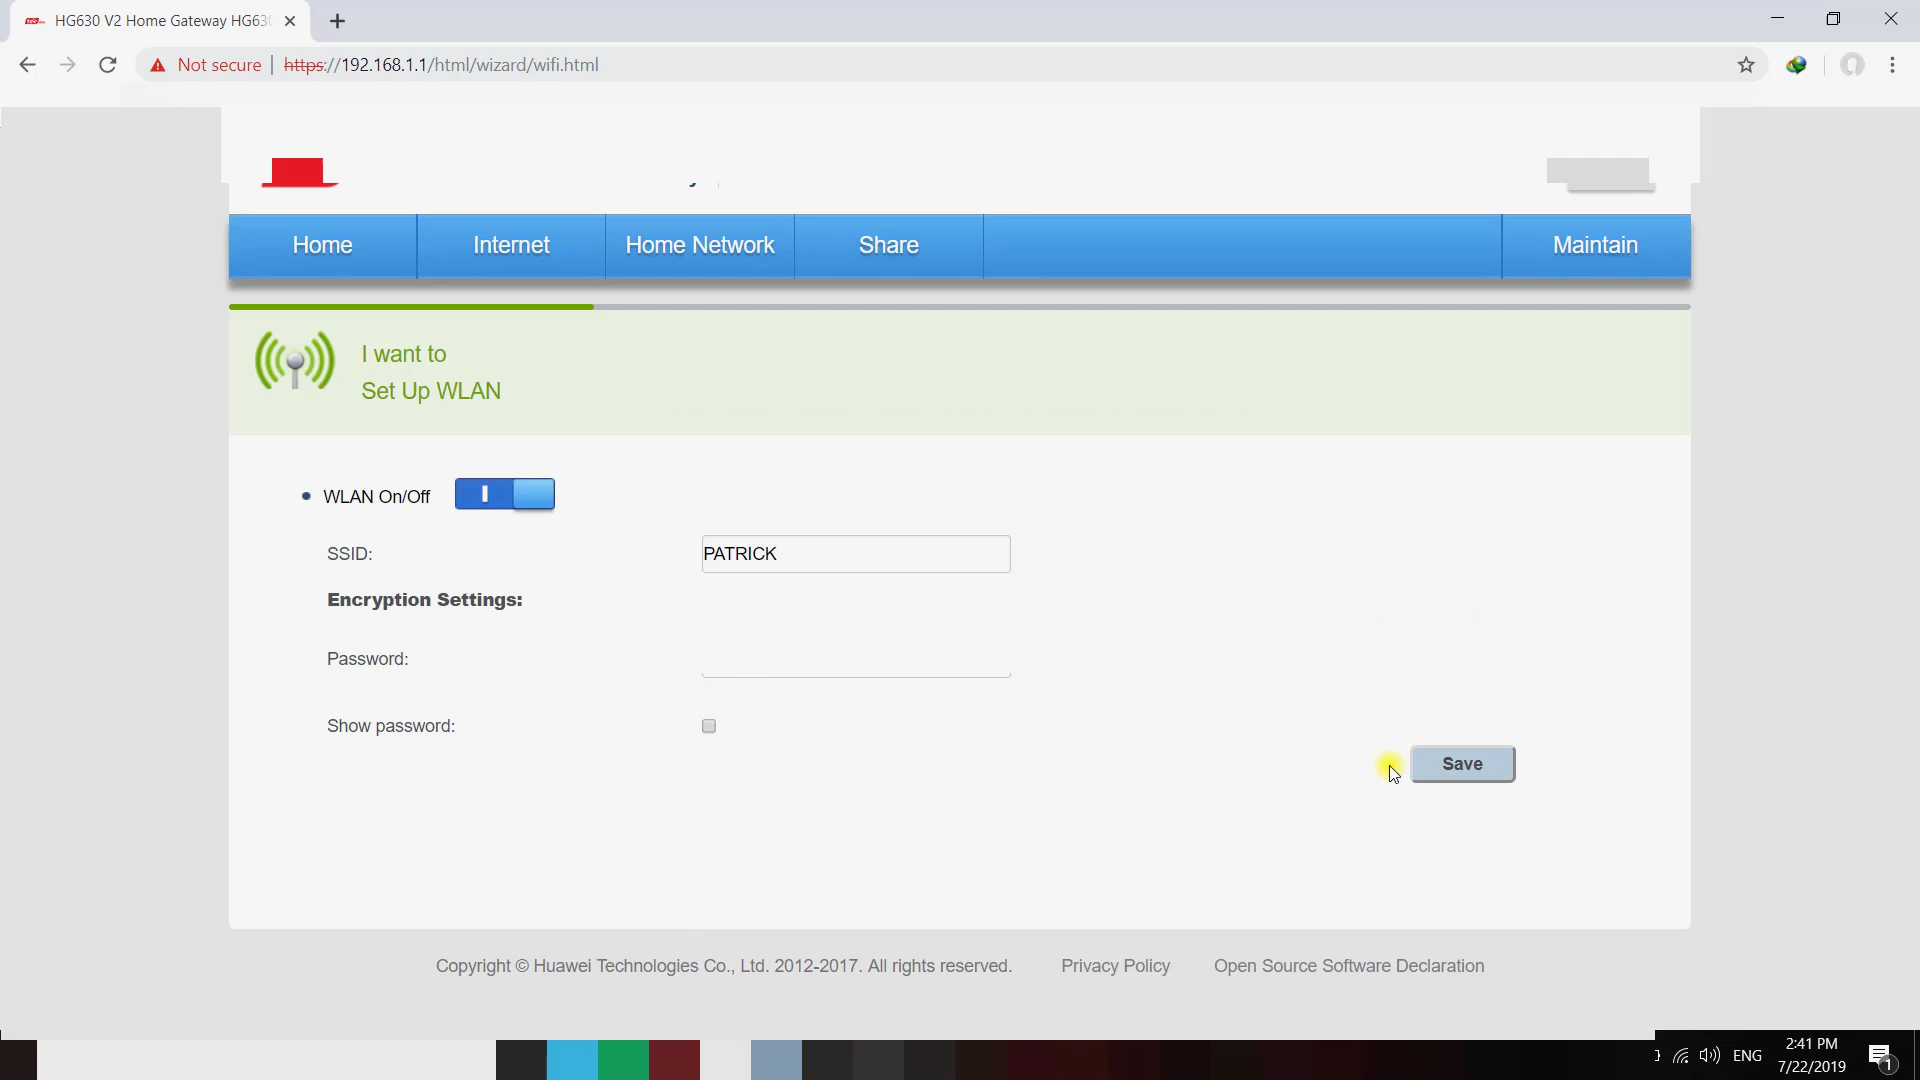 HG630 V2 Home Gateway HG630
Not secure | https://192.168.1.1/html/wizard/wifi.html
Home Internet Home Network Share Maintain
I want to
Set Up WLAN
WLAN On/Off
SSID: PATRICK
Encryption Settings:
Password:
Show password:
Save
Copyright © Huawei Technologies Co., Ltd. 2012-2017. All rights reserved. Privacy Policy Open Source Software Declaration
ENG 2:41 PM
7/22/2019 1